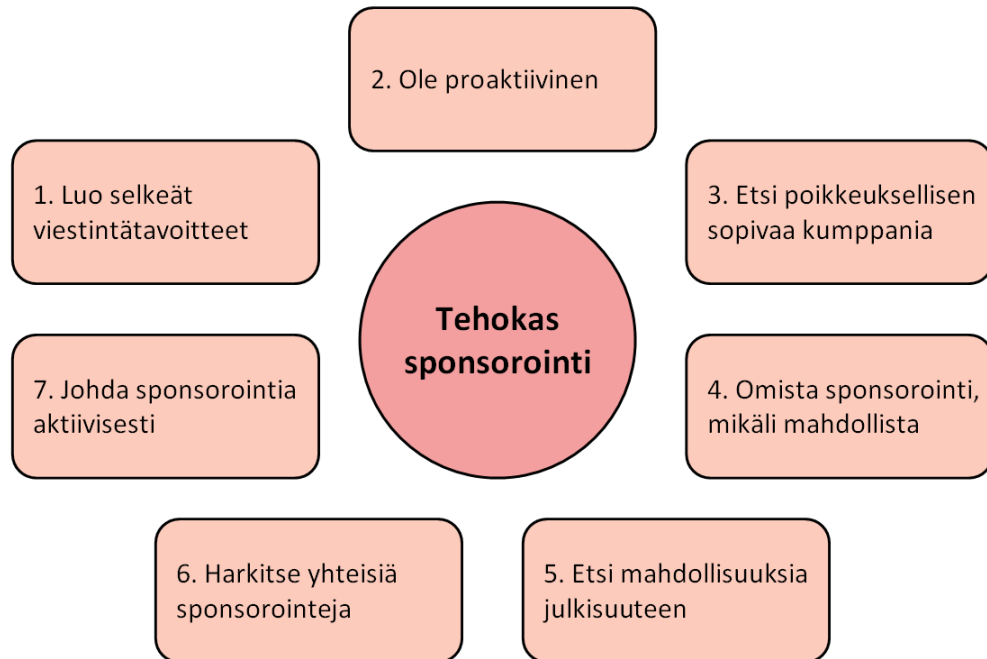 2. Ole proaktiivinen
1. Luo selkeät
viestintätavoitteet
3. Etsi poikkeuksellisen
sopivaa kumppania
Tehokas
sponsorointi
7. Johda sponsorointia
aktiivisesti
4. Omista sponsorointi,
mikäli mahdollista
6. Harkitse yhteisiä
sponsorointeja
5. Etsi mahdollisuuksia
julkisuuteen